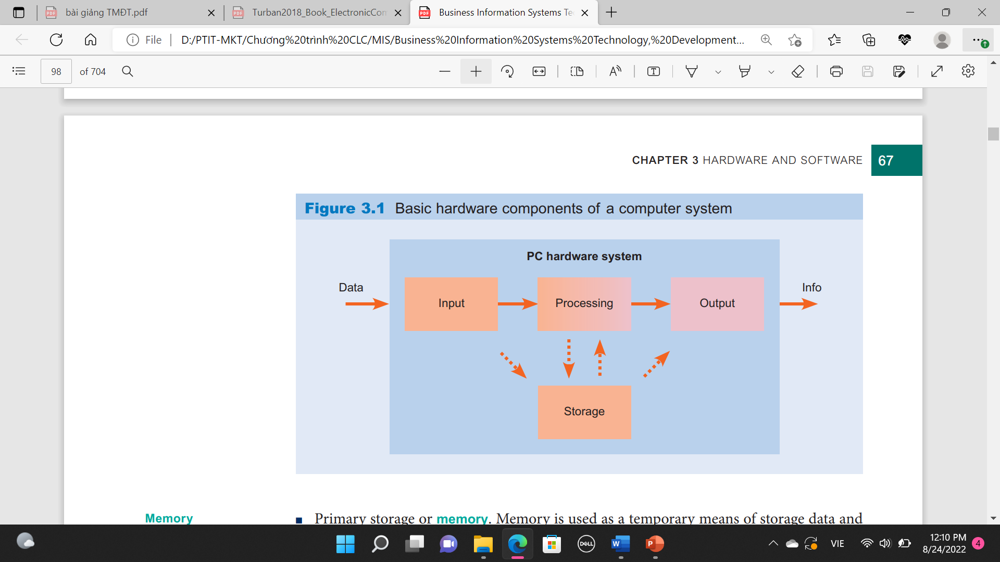 bài giảng TMĐT.pdf
Turban2018_Book_ElectronicCom
Business Information Systems Te
File
D:/PTIT-MKT/Chương%20trình%20CLC/MIS/Business%20Information%20Systems%20Technology,%20Development...
98 of 704
CHAPTER 3 HARDWARE AND SOFTWARE 67
Figure 3.1 Basic hardware components of a computer system
PC hardware system
Data
Input
Processing
Output
Info
Storage
Memory
■ Primary storage or memory. Memory is used as a temporary means of storage data and
DELL
W
P
VIE
12:10 PM
8/24/2022
4